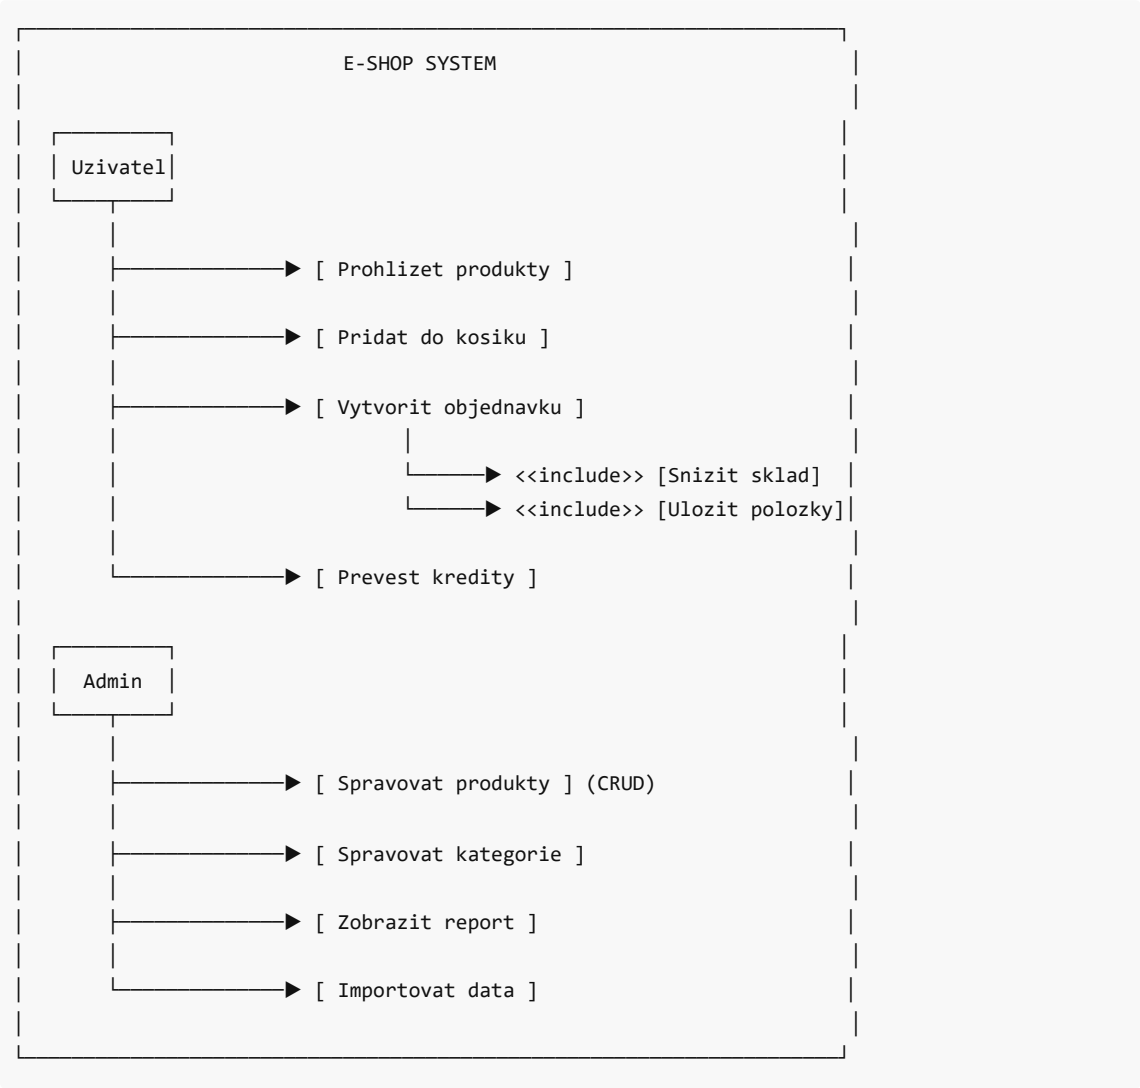 E-SHOP SYSTEM
Uzivatel
[ Prohlizet produkty ]
[ Pridat do kosiku ]
[ Vytvorit objednavku ]
<<include>> [Snizit sklad]
<<include>> [Ulozit polozky]
[ Prevest kredity ]
Admin
[ Spravovat produkty ] (CRUD)
[ Spravovat kategorie ]
[ Zobrazit report ]
[ Importovat data ]